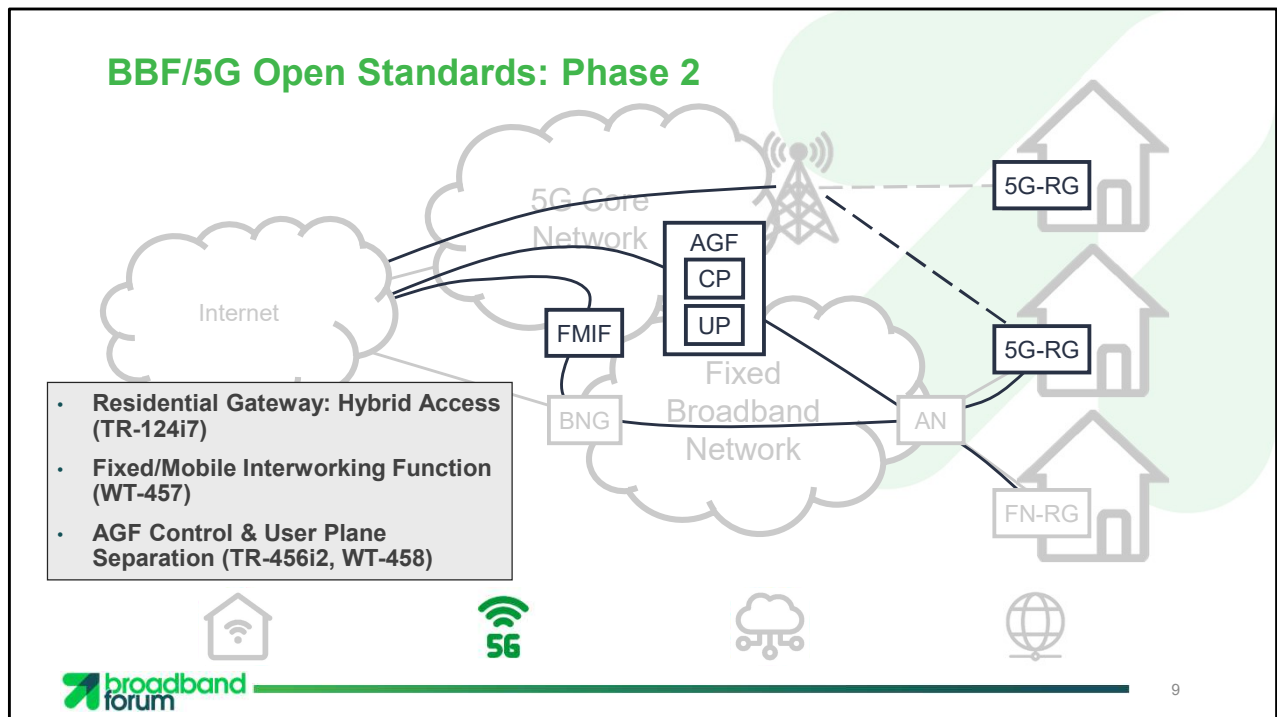 BBF/5G Open Standards: Phase 2
5G Core
Network
Internet
AGF
CP
UP
FMIF
Fixed
Broadband
Network
BNG
AN
5G-RG
5G-RG
FN-RG
• Residential Gateway: Hybrid Access
(TR-124i7)
• Fixed/Mobile Interworking Function
(WT-457)
• AGF Control & User Plane
Separation (TR-456i2, WT-458)
5G
broadband
forum
9